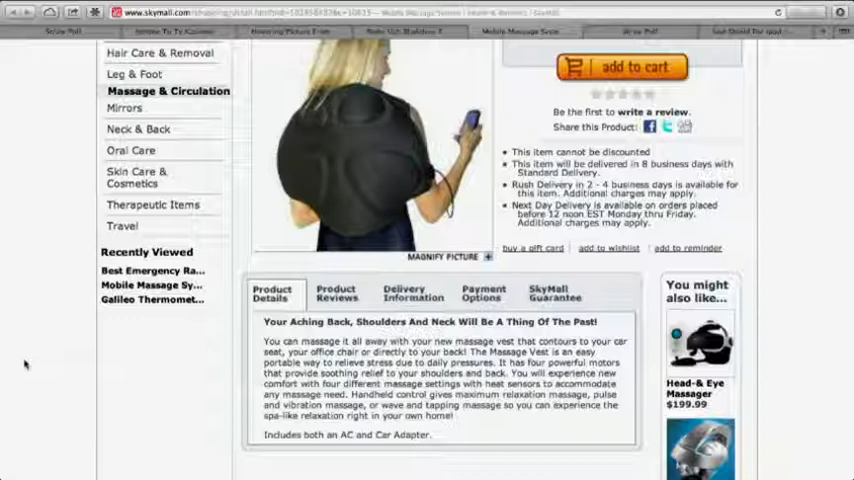 www.skymall.com
Hair Care & Removal
Leg & Foot
Massage & Circulation
Mirrors
Neck & Back
Oral Care
Skin Care &
Cosmetics
Therapeutic Items
Travel
Recently Viewed
Best Emergency Ra...
Mobile Massage Sy...
Galileo Thermomet...
MAGNIFY PICTURE +
add to cart
Be the first to write a review.
Share this Product:
This item cannot be discounted
This item will be delivered in 8 business days with
Standard Delivery.
Rush Delivery in 2 - 4 business days is available for
this item. Additional charges may apply.
Next Day Delivery is available on orders placed
before 12 noon EST Monday thru Friday.
Additional charges may apply.
buy a gift card | add to wishlist | add to reminder
Product
Details
Product
Reviews
Delivery
Information
Payment
Options
SkyMall
Guarantee
Your Aching Back, Shoulders And Neck Will Be A Thing Of The Past!
You can massage it all away with your new massage vest that contours to your car
seat, your office chair or directly to your back! The Massage Vest is an easy
portable way to relieve stress due to daily pressures. It has four powerful motors
that provide soothing relief to your shoulders and back. You will experience new
comfort with four different massage settings with heat sensors to accommodate
any massage need. Handheld control gives maximum relaxation massage, pulse
and vibration massage, or wave and tapping massage so you can experience the
spa-like relaxation right in your own home!
Includes both an AC and Car Adapter.
You might
also like...
Head-& Eye
Massager
$199.99